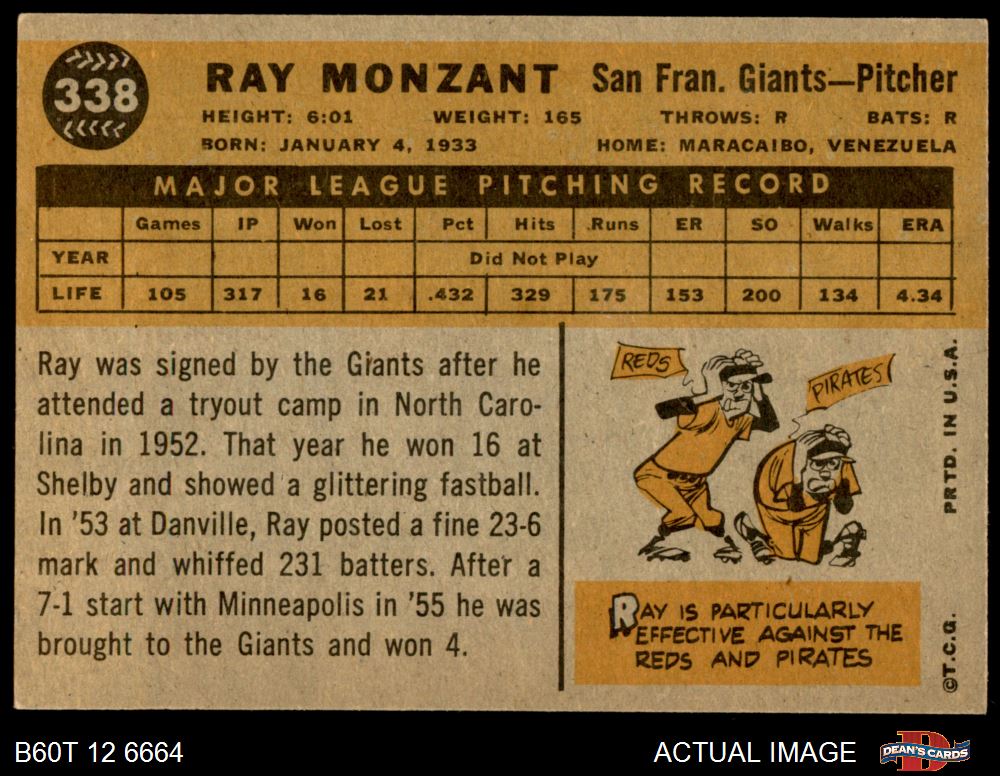 338
RAY MONZANT San Fran. Giants—Pitcher
HEIGHT: 6:01 WEIGHT: 165 THROWS: R BATS: R
BORN: JANUARY 4, 1933 HOME: MARACAIBO, VENEZUELA
MAJOR LEAGUE PITCHING RECORD
Games IP Won Lost Pct Hits Runs ER SO Walks ERA
YEAR Did Not Play
LIFE 105 317 16 21 .432 329 175 153 200 134 4.34
Ray was signed by the Giants after he
attended a tryout camp in North Caro-
lina in 1952. That year he won 16 at
Shelby and showed a glittering fastball.
In '53 at Danville, Ray posted a fine 23-6
mark and whiffed 231 batters. After a
7-1 start with Minneapolis in '55 he was
brought to the Giants and won 4.
REDS
PIRATES
RAY IS PARTICULARLY
EFFECTIVE AGAINST THE
REDS AND PIRATES
©T.C.G. PRTD. IN U.S.A.
B60T 12 6664 ACTUAL IMAGE DEAN'S CARDS